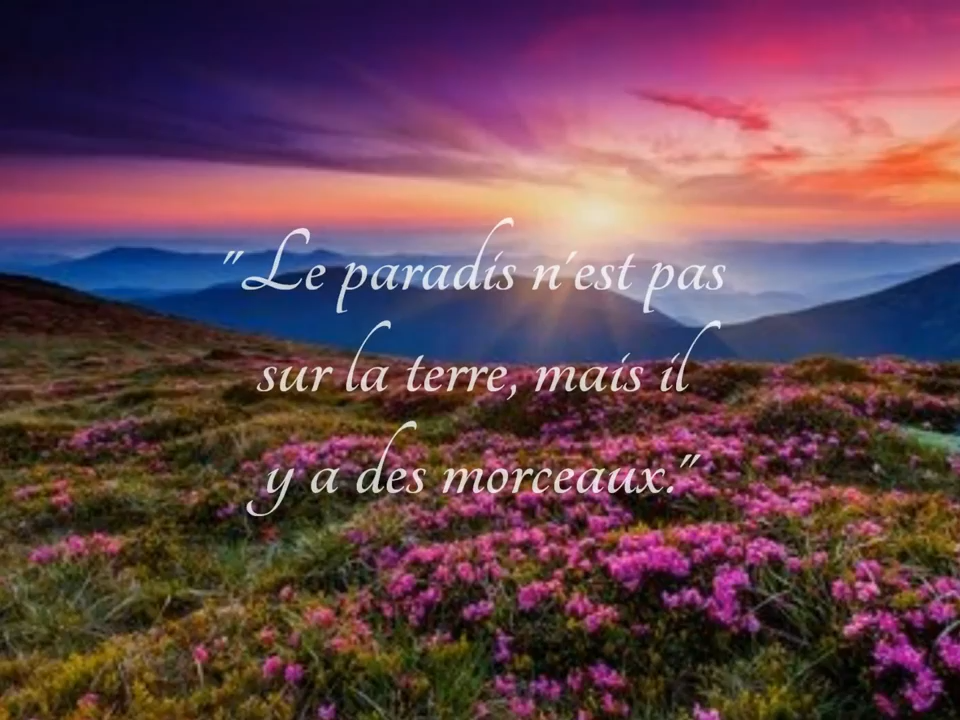 "Le paradis n'est pas
sur la terre, mais il
y a des morceaux."